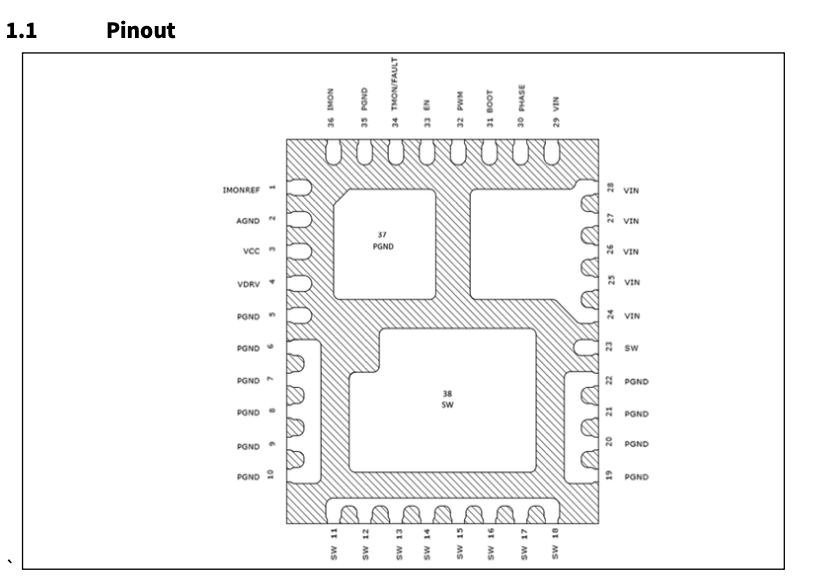 1.1 Pinout
36 IMON
35 PGND
34 TMON/FAULT
33 EN
32 PWM
31 BOOT
30 PHASE
29 VIN
IMONREF 1
AGND 2
VCC 3
VDRV 4
PGND 5
PGND 6
PGND 7
PGND 8
PGND 9
PGND 10
37
PGND
38
SW
28 VIN
27 VIN
26 VIN
25 VIN
24 VIN
23 SW
22 PGND
21 PGND
20 PGND
19 PGND
SW 11
SW 12
SW 13
SW 14
SW 15
SW 16
SW 17
SW 18
`